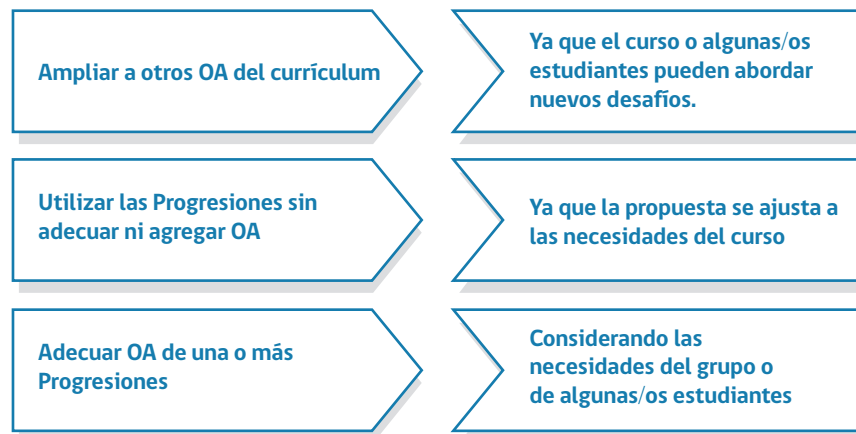 Ampliar a otros OA del currículum
Ya que el curso o algunas/os
estudiantes pueden abordar
nuevos desafíos.
Utilizar las Progresiones sin
adecuar ni agregar OA
Ya que la propuesta se ajusta a
las necesidades del curso
Adecuar OA de una o más
Progresiones
Considerando las
necesidades del grupo o
de algunas/os estudiantes